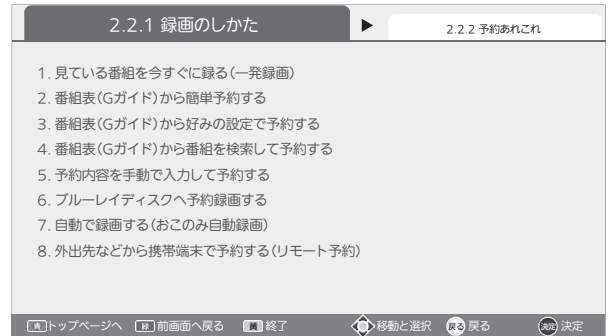 2.2.1 録画のしかた
2.2.2 予約あれこれ
1. 見ている番組を今すぐに録る(一発録画)
2. 番組表(Gガイド)から簡単予約する
3. 番組表(Gガイド)から好みの設定で予約する
4. 番組表(Gガイド)から番組を検索して予約する
5. 予約内容を手動で入力して予約する
6. ブルーレイディスクへ予約録画する
7. 自動で録画する(おこのみ自動録画)
8. 外出先などから携帯端末で予約する(リモート予約)
青 トップページへ 緑 前画面へ戻る 黄 終了 移動と選択 戻る 戻る 決定 決定